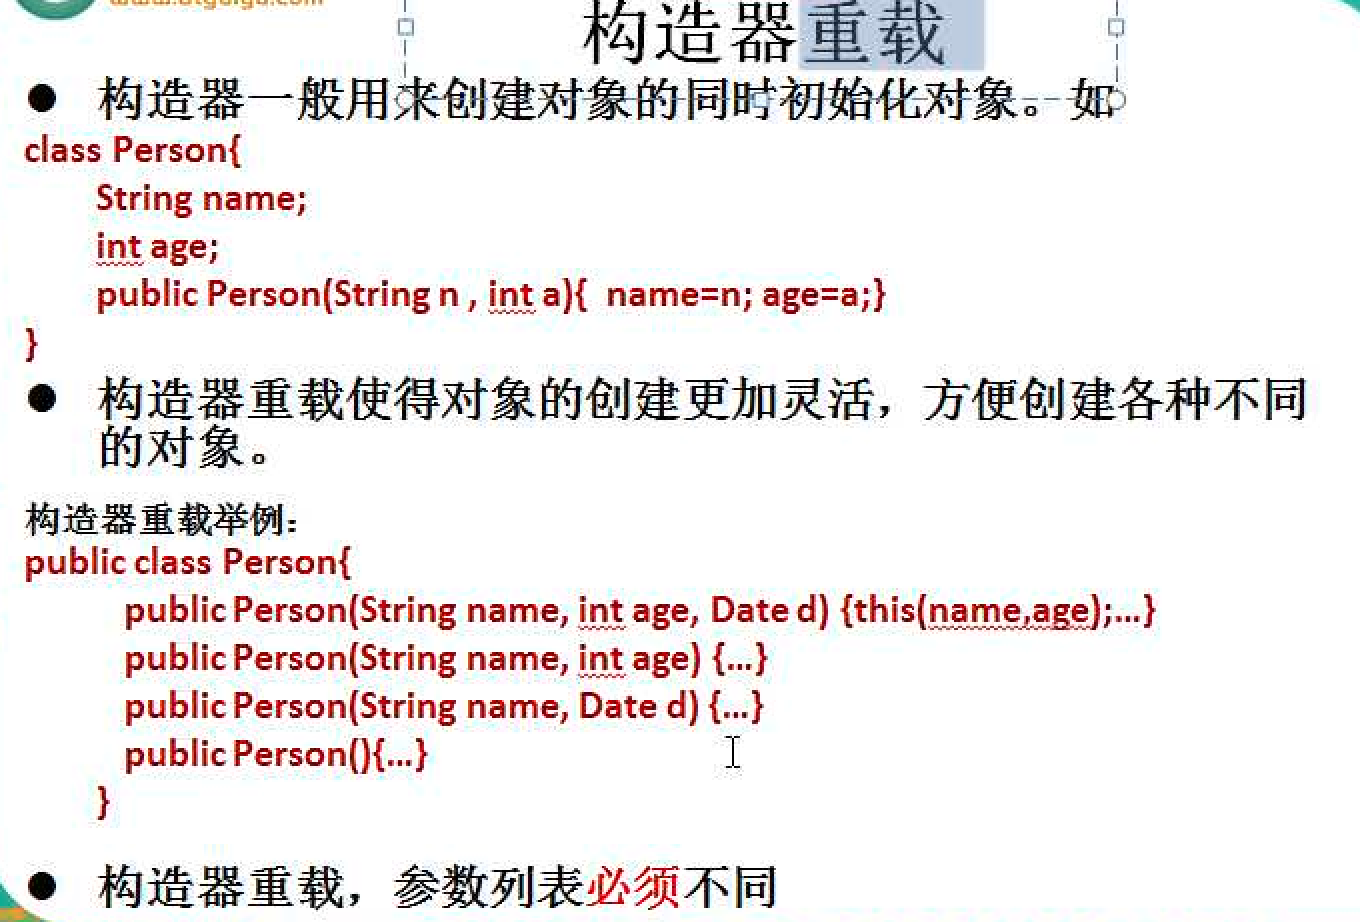 构造器重载
● 构造器一般用来创建对象的同时初始化对象。如
class Person{
String name;
int age;
public Person(String n , int a){ name=n; age=a;}
}
● 构造器重载使得对象的创建更加灵活，方便创建各种不同
的对象。
构造器重载举例：
public class Person{
public Person(String name, int age, Date d) {this(name,age);…}
public Person(String name, int age) {…}
public Person(String name, Date d) {…}
public Person(){…}
}
● 构造器重载，参数列表必须不同